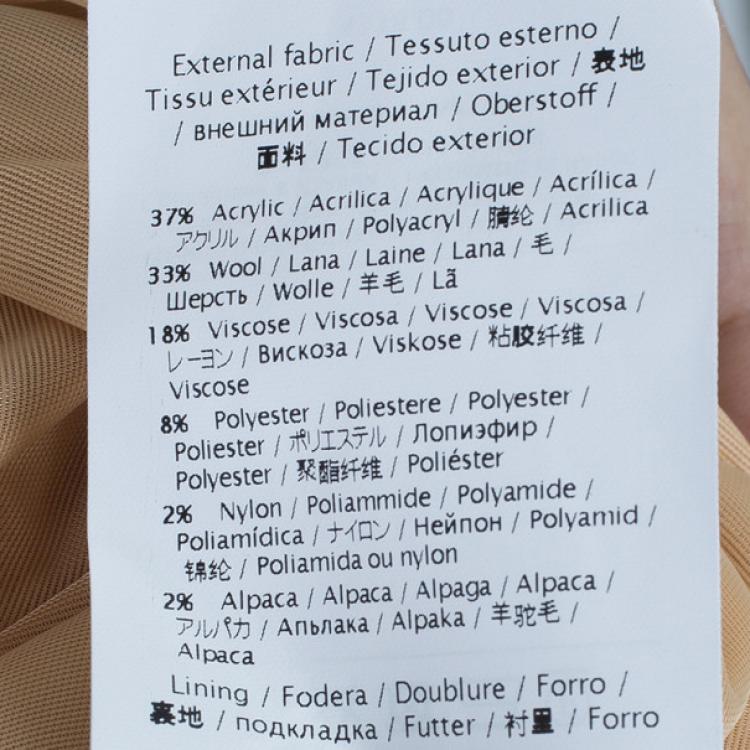 External fabric / Tessuto esterno /
Tissu extérieur / Tejido exterior / 表地
/ внешний материал / Oberstoff /
面料 / Tecido exterior
37% Acrylic / Acrilica / Acrylique / Acrílica /
アクリル / Акрип / Polyacryl / 腈纶 / Acrilica
33% Wool / Lana / Laine / Lana / 毛 /
Шерсть / Wolle / 羊毛 / Lã
18% Viscose / Viscosa / Viscose / Viscosa /
レーヨン / Вискоза / Viskose / 粘胶纤维 /
Viscose
8% Polyester / Poliestere / Polyester /
Poliester / ポリエステル / Лопиэфир /
Polyester / 聚酯纤维 / Poliéster
2% Nylon / Poliammide / Polyamide /
Poliamídica / ナイロン / Нейпон / Polyamid /
锦纶 / Poliamida ou nylon
2% Alpaca / Alpaca / Alpaga / Alpaca /
アルパカ / Апьлака / Alpaka / 羊驼毛 /
Alpaca
Lining / Fodera / Doublure / Forro /
裏地 / подкладка / Futter / 衬里 / Forro